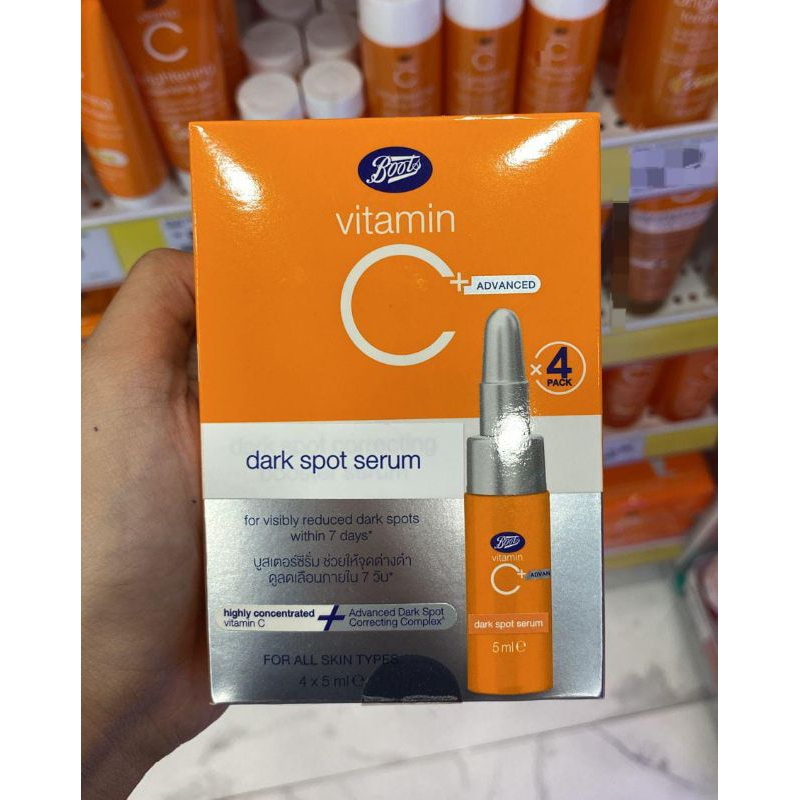 Boots
vitamin
C+ ADVANCED
×4
PACK
dark spot serum
for visibly reduced dark spots
within 7 days*
บูสเตอร์ซีรั่ม ช่วยให้จุดด่างดำ
ดูลดเลือนภายใน 7 วัน*
highly concentrated
vitamin C
+
Advanced Dark Spot
Correcting Complex^
FOR ALL SKIN TYPES
4 x 5 ml ℮
Boots
vitamin
C+ ADVAN
dark spot serum
5 ml ℮